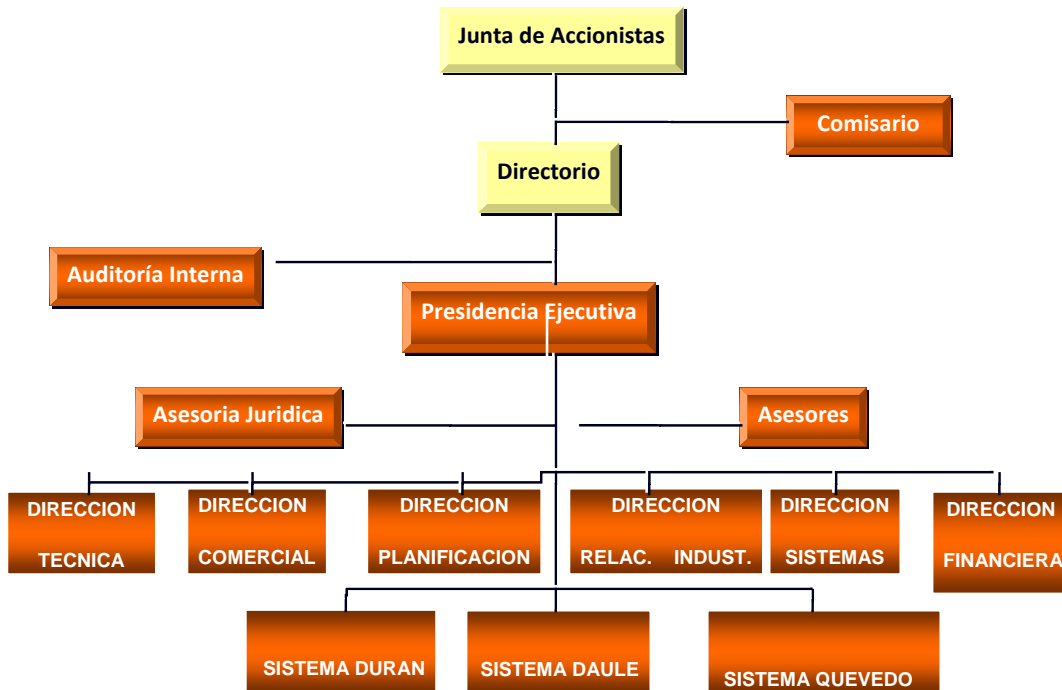 Junta de Accionistas
Comisario
Directorio
Auditoría Interna
Presidencia Ejecutiva
Asesoria Juridica
Asesores
DIRECCION
TECNICA
DIRECCION
COMERCIAL
DIRECCION
PLANIFICACION
DIRECCION
RELAC. INDUST.
DIRECCION
SISTEMAS
DIRECCION
FINANCIERA
SISTEMA DURAN
SISTEMA DAULE
SISTEMA QUEVEDO